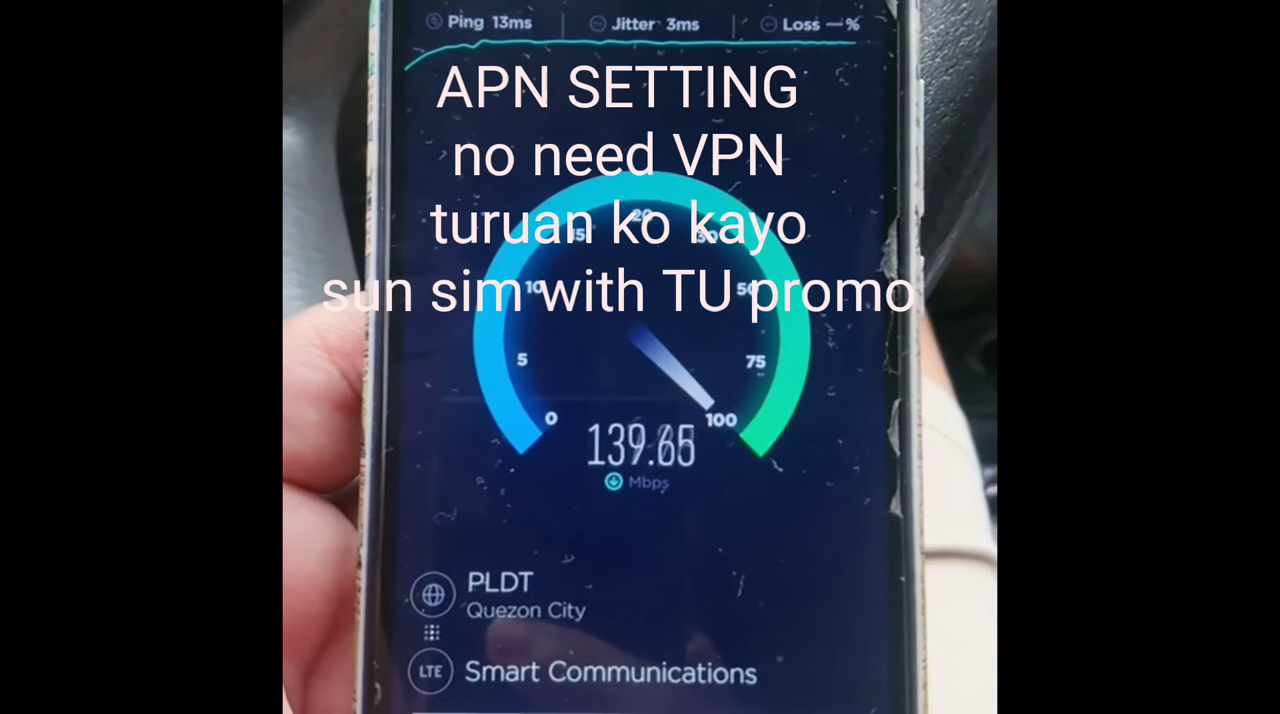 Ping 13ms
Jitter 3ms
Loss — %
APN SETTING
no need VPN
turuan ko kayo
sun sim with TU promo
0
5
10
15
20
30
50
75
100
139.65
Mbps
PLDT
Quezon City
LTE
Smart Communications